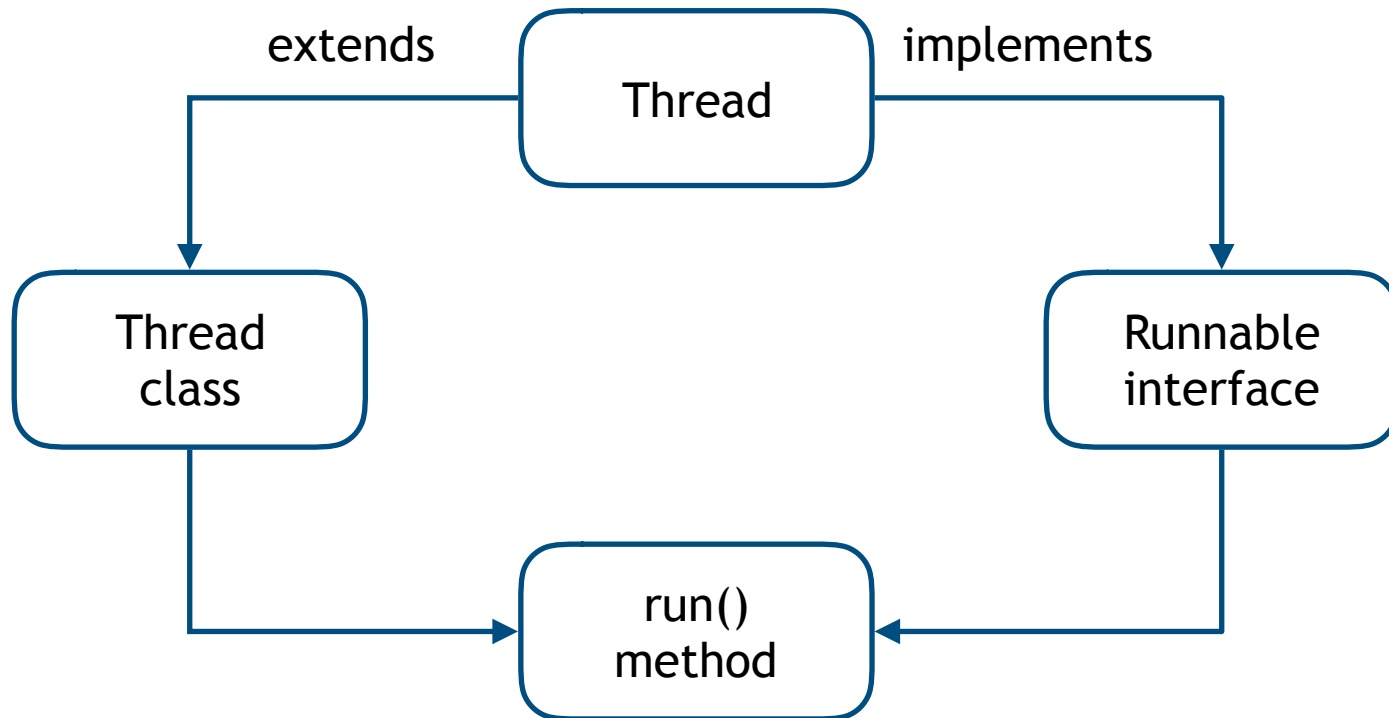 extends
Thread
implements
Thread
class
Runnable
interface
run()
method